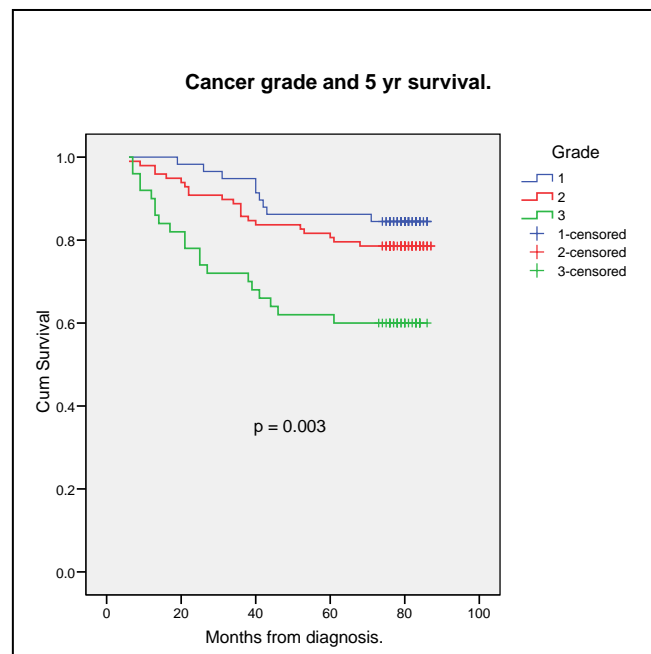 Cancer grade and 5 yr survival.
Grade
1
2
3
1-censored
2-censored
3-censored
Cum Survival
1.0
0.8
0.6
0.4
0.2
0.0
p = 0.003
0 20 40 60 80 100
Months from diagnosis.